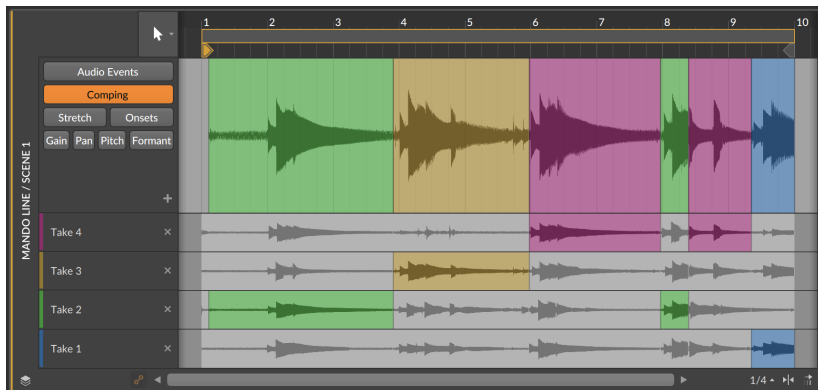 1 2 3 4 5 6 7 8 9 10
Audio Events
Comping
Stretch Onsets
Gain Pan Pitch Formant
MANDO LINE / SCENE 1
Take 4
Take 3
Take 2
Take 1
1/4